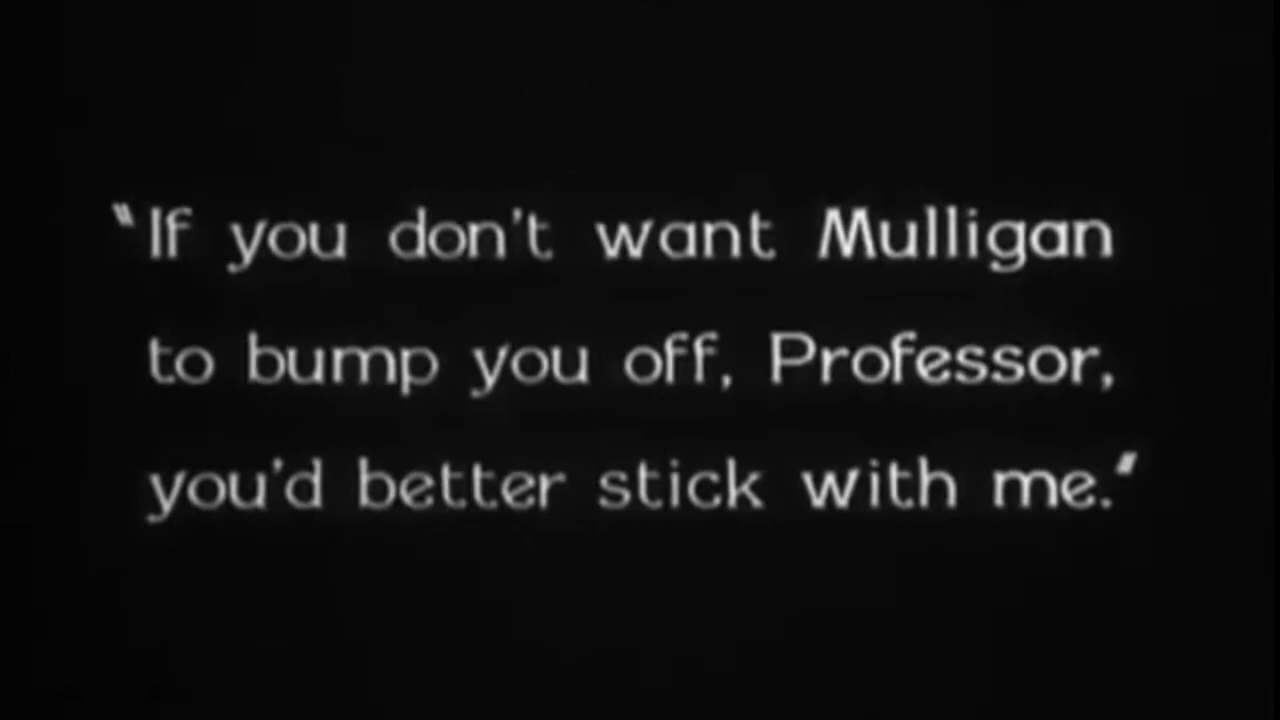 "If you don't want Mulligan
to bump you off, Professor,
you'd better stick with me."